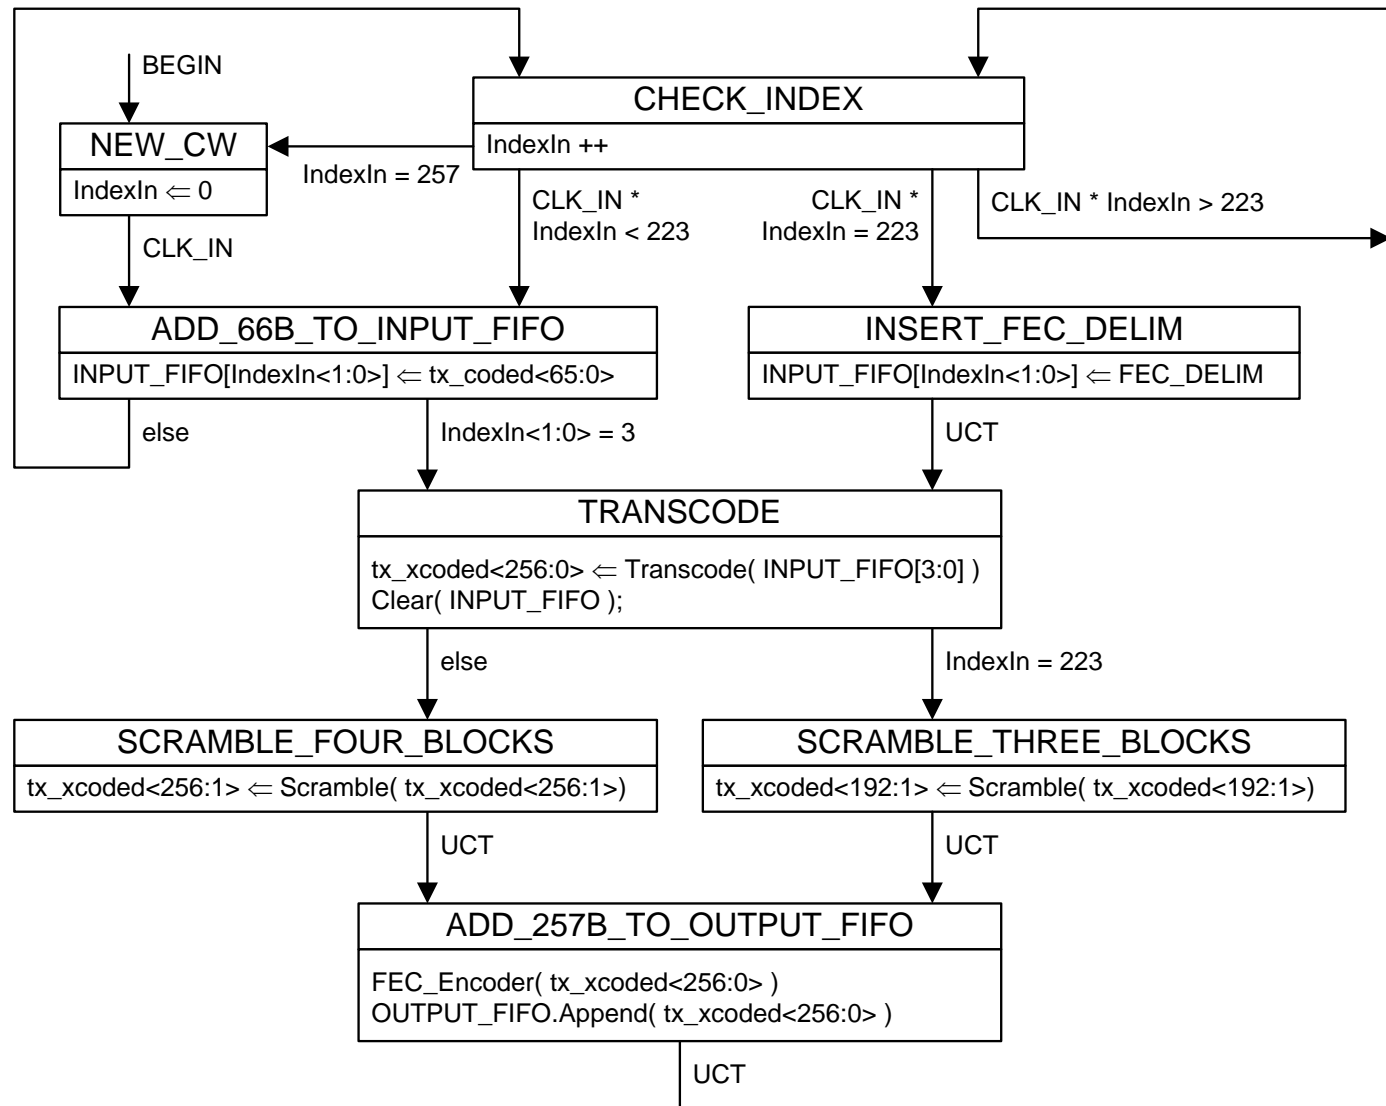 BEGIN
CHECK_INDEX
IndexIn ++
NEW_CW
IndexIn ⇐ 0
IndexIn = 257
CLK_IN *
IndexIn < 223
CLK_IN *
IndexIn = 223
CLK_IN * IndexIn > 223
CLK_IN
ADD_66B_TO_INPUT_FIFO
INPUT_FIFO[IndexIn<1:0>] ⇐ tx_coded<65:0>
INSERT_FEC_DELIM
INPUT_FIFO[IndexIn<1:0>] ⇐ FEC_DELIM
else
IndexIn<1:0> = 3
UCT
TRANSCODE
tx_xcoded<256:0> ⇐ Transcode( INPUT_FIFO[3:0] )
Clear( INPUT_FIFO );
else
IndexIn = 223
SCRAMBLE_FOUR_BLOCKS
tx_xcoded<256:1> ⇐ Scramble( tx_xcoded<256:1>)
SCRAMBLE_THREE_BLOCKS
tx_xcoded<192:1> ⇐ Scramble( tx_xcoded<192:1>)
UCT
UCT
ADD_257B_TO_OUTPUT_FIFO
FEC_Encoder( tx_xcoded<256:0> )
OUTPUT_FIFO.Append( tx_xcoded<256:0> )
UCT